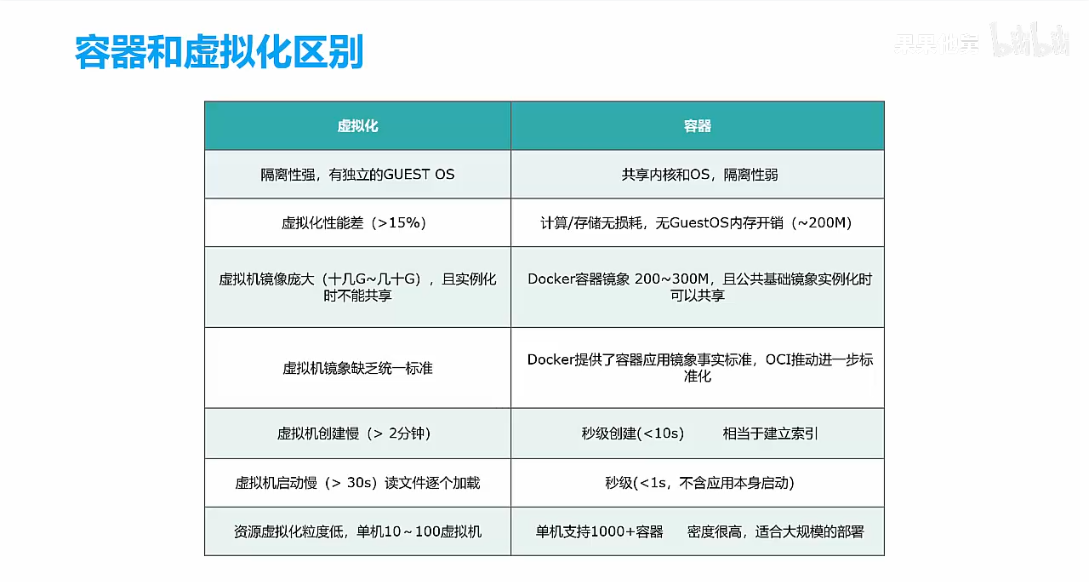 容器和虚拟化区别
bilibili
虚拟化
容器
隔离性强，有独立的GUEST OS
共享内核和OS，隔离性弱
虚拟化性能差（>15%）
计算/存储无损耗，无GuestOS内存开销（~200M）
虚拟机镜像庞大（十几G~几十G），且实例化
时不能共享
Docker容器镜象 200~300M，且公共基础镜象实例化时
可以共享
虚拟机镜象缺乏统一标准
Docker提供了容器应用镜象事实标准，OCI推动进一步标
准化
虚拟机创建慢（> 2分钟）
秒级创建(<10s) 相当于建立索引
虚拟机启动慢（> 30s）读文件逐个加载
秒级(<1s，不含应用本身启动)
资源虚拟化粒度低，单机10～100虚拟机
单机支持1000+容器 密度很高，适合大规模的部署